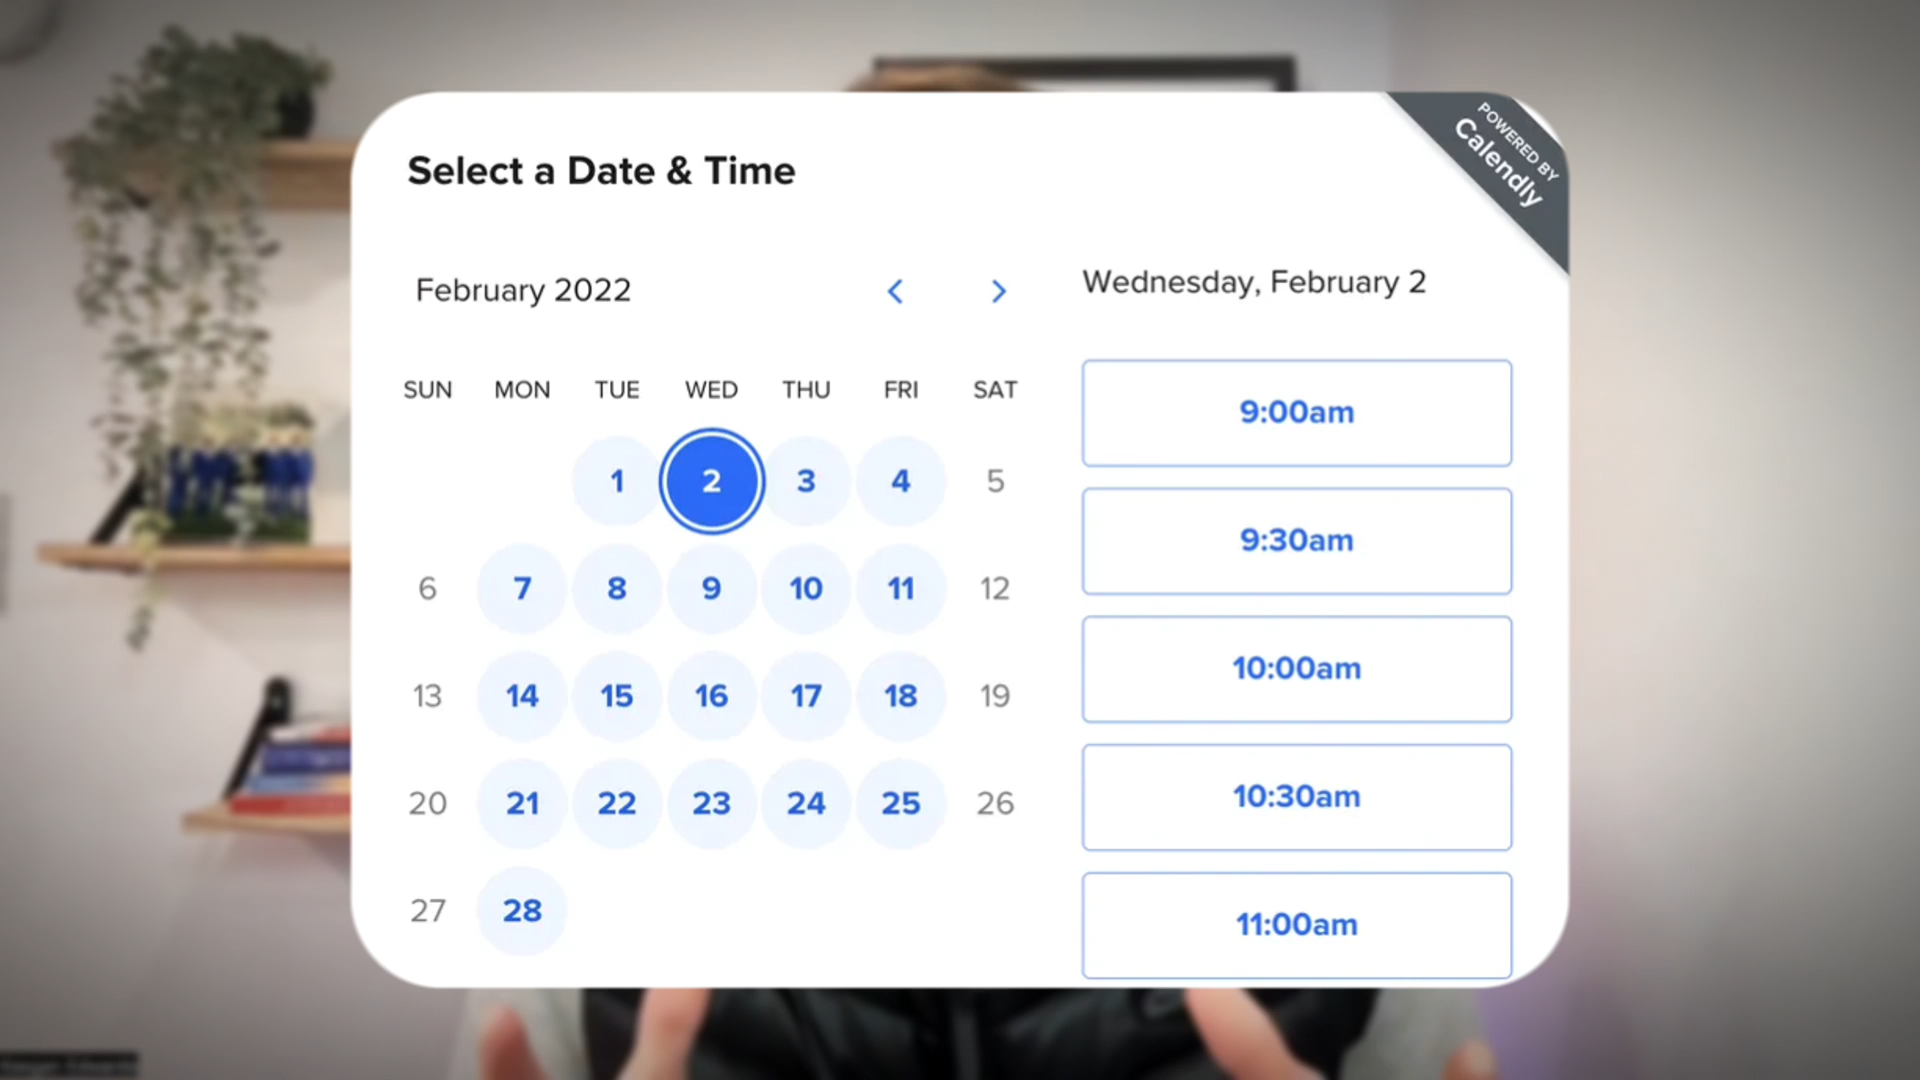 POWERED BY
Calendly
Select a Date & Time
February 2022
Wednesday, February 2
SUN MON TUE WED THU FRI SAT
1 2 3 4 5
6 7 8 9 10 11 12
13 14 15 16 17 18 19
20 21 22 23 24 25 26
27 28
9:00am
9:30am
10:00am
10:30am
11:00am